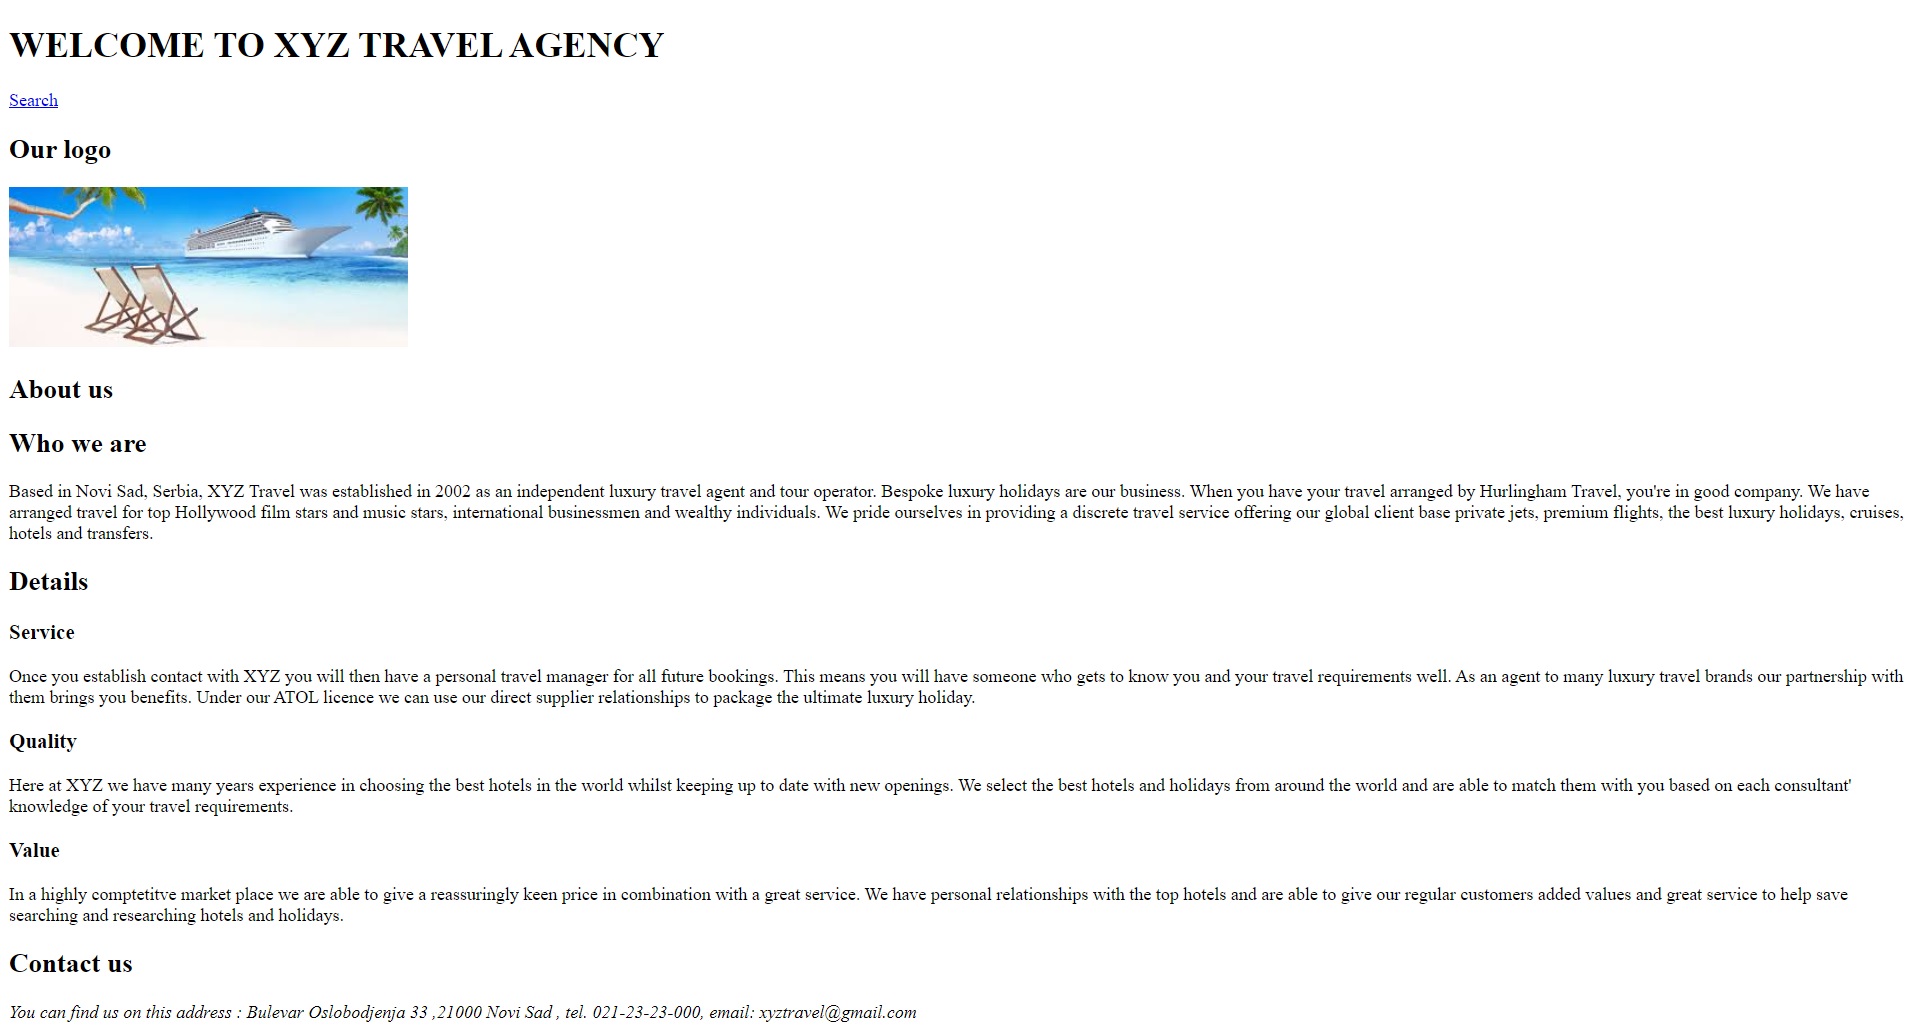 WELCOME TO XYZ TRAVEL AGENCY
Search
Our logo
About us
Who we are
Based in Novi Sad, Serbia, XYZ Travel was established in 2002 as an independent luxury travel agent and tour operator. Bespoke luxury holidays are our business. When you have your travel arranged by Hurlingham Travel, you're in good company. We have
arranged travel for top Hollywood film stars and music stars, international businessmen and wealthy individuals. We pride ourselves in providing a discrete travel service offering our global client base private jets, premium flights, the best luxury holidays, cruises,
hotels and transfers.
Details
Service
Once you establish contact with XYZ you will then have a personal travel manager for all future bookings. This means you will have someone who gets to know you and your travel requirements well. As an agent to many luxury travel brands our partnership with
them brings you benefits. Under our ATOL licence we can use our direct supplier relationships to package the ultimate luxury holiday.
Quality
Here at XYZ we have many years experience in choosing the best hotels in the world whilst keeping up to date with new openings. We select the best hotels and holidays from around the world and are able to match them with you based on each consultant'
knowledge of your travel requirements.
Value
In a highly comptetitve market place we are able to give a reassuringly keen price in combination with a great service. We have personal relationships with the top hotels and are able to give our regular customers added values and great service to help save
searching and researching hotels and holidays.
Contact us
You can find us on this address : Bulevar Oslobodjenja 33 ,21000 Novi Sad , tel. 021-23-23-000, email: xyztravel@gmail.com